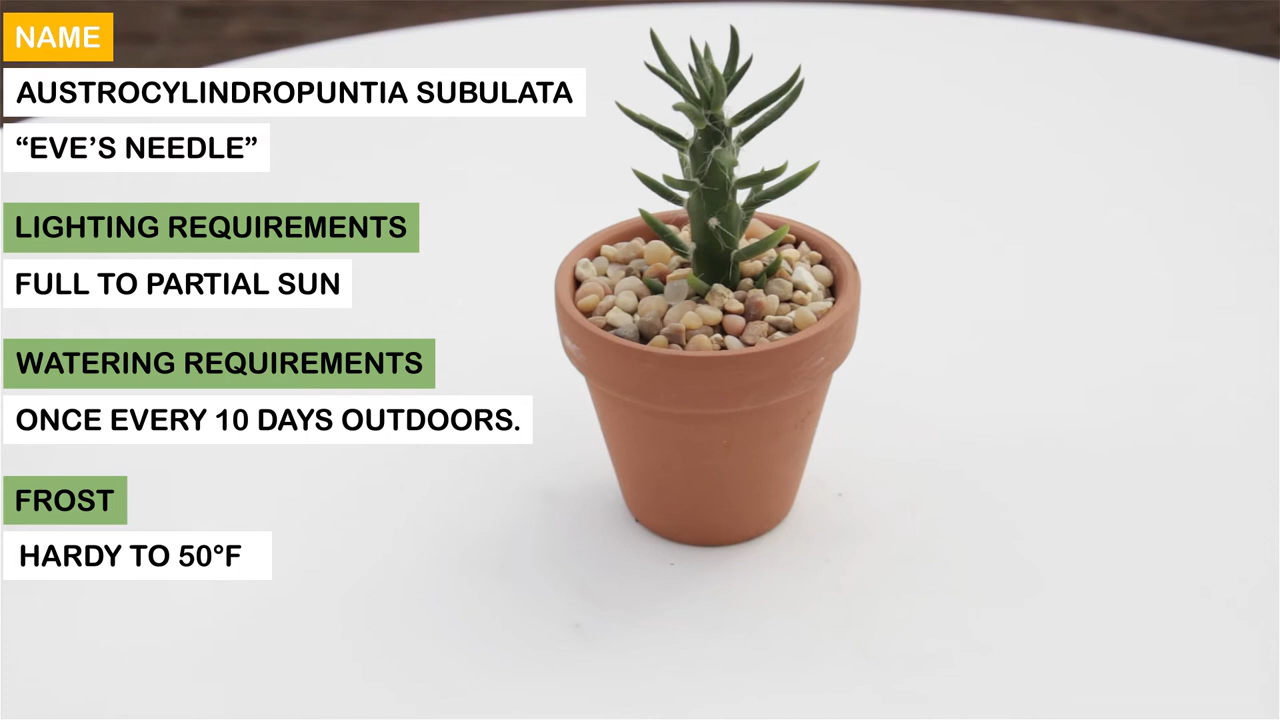 NAME
AUSTROCYLINDROPUNTIA SUBULATA
“EVE’S NEEDLE”
LIGHTING REQUIREMENTS
FULL TO PARTIAL SUN
WATERING REQUIREMENTS
ONCE EVERY 10 DAYS OUTDOORS.
FROST
HARDY TO 50°F